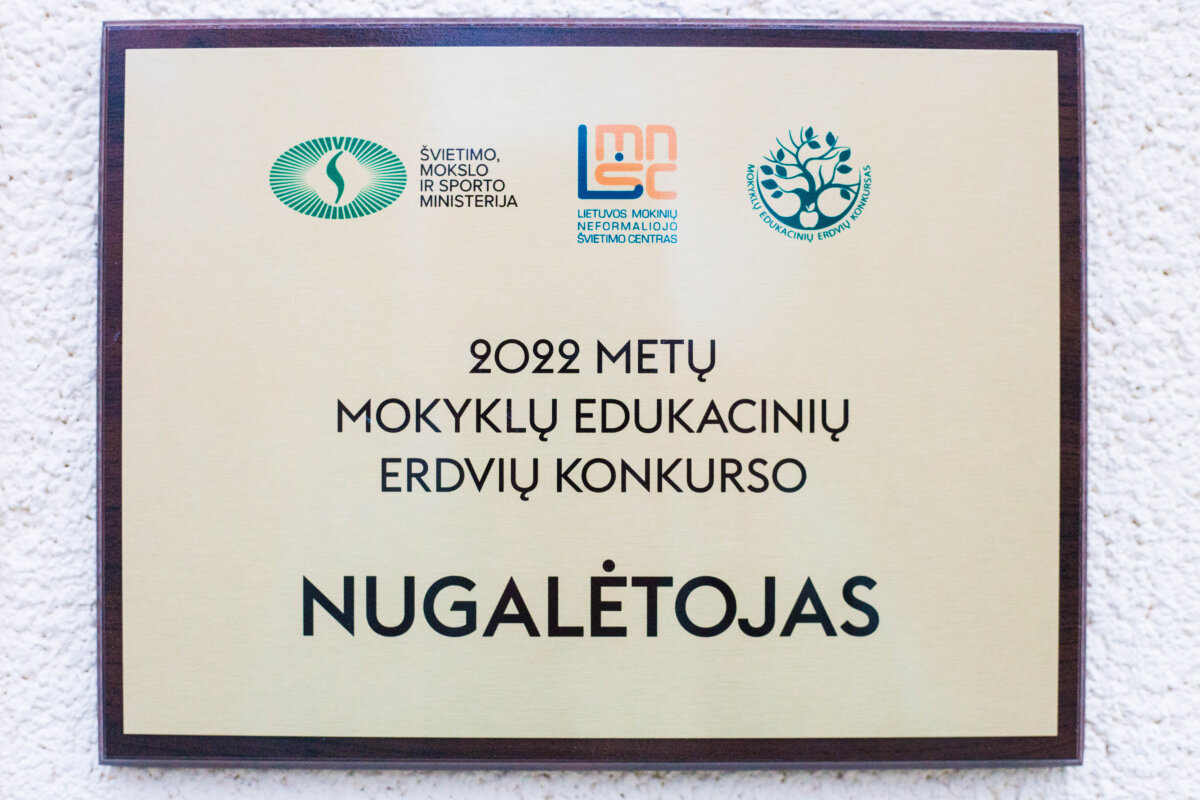 ŠVIETIMO,
MOKSLO
IR SPORTO
MINISTERIJA
LMNŠC
LIETUVOS MOKINIŲ
NEFORMALIOJO
ŠVIETIMO CENTRAS
MOKYKLŲ EDUKACINIŲ ERDVIŲ KONKURSAS
2022 METŲ
MOKYKLŲ EDUKACINIŲ
ERDVIŲ KONKURSO
NUGALĖTOJAS